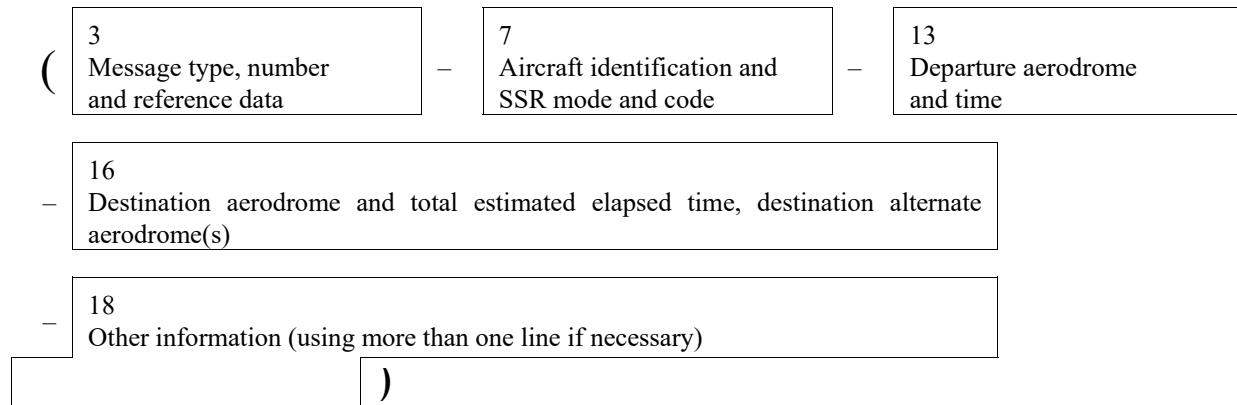 ( 3 7 13
Message type, number – Aircraft identification and – Departure aerodrome
and reference data SSR mode and code and time
16
– Destination aerodrome and total estimated elapsed time, destination alternate
aerodrome(s)
18
– Other information (using more than one line if necessary)
)